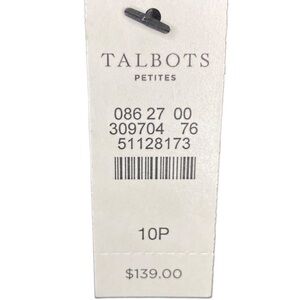 TALBOTS
PETITES
086 27 00
309704 76
51128173
10P
$139.00